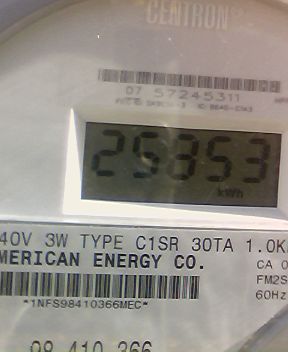 CENTRON®
07 57245311
25353
kWh
40V 3W TYPE C1SR 30TA 1.0K
MERICAN ENERGY CO.
CA 0
FM2S
60Hz
*1NFS98410366MEC*
98 410 366